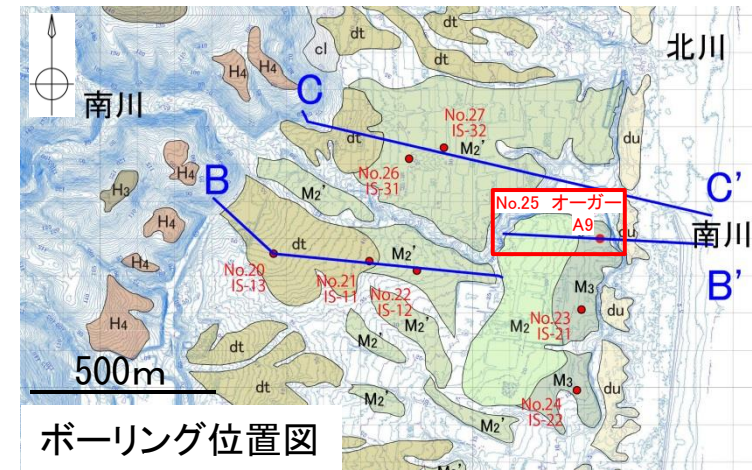 北川
南川
C
C'
B
B'
南川
cl
dt
dt
dt
dt
dt
dt
dt
H4
H4
H4
H4
H4
H4
H3
du
du
du
du
No.27
IS-32
M2'
No.26
IS-31
M2'
No.25 オーガー
A9
No.20
IS-13
No.21
IS-11
M2'
No.22
IS-12
M2'
M2'
M2'
M2'
M2
M3
No.23
IS-21
M3
No.24
IS-22
500m
ボーリング位置図